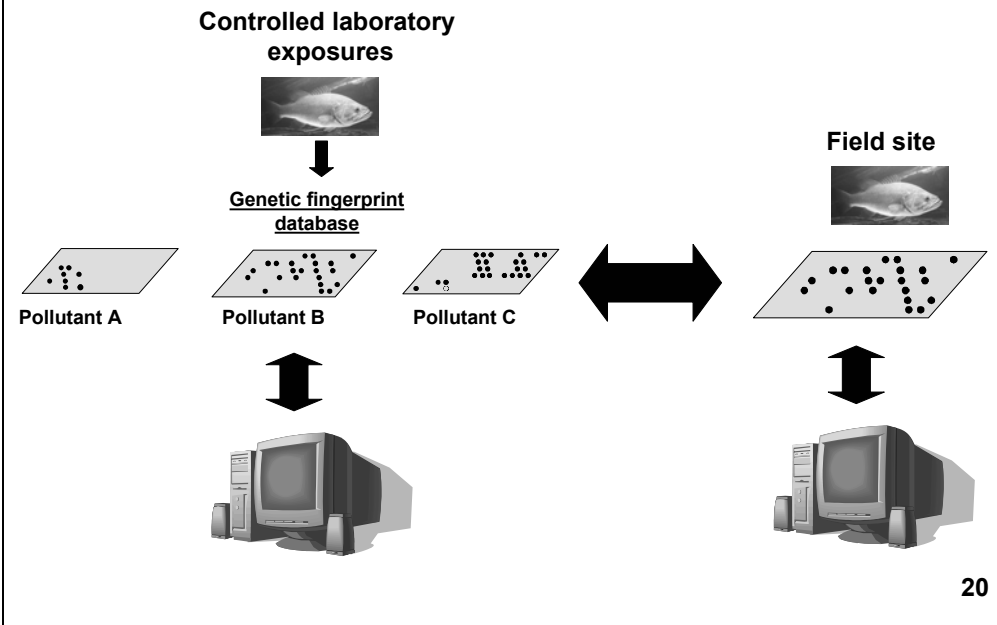 Controlled laboratory
exposures
Field site
Genetic fingerprint
database
Pollutant A
Pollutant B
Pollutant C
20